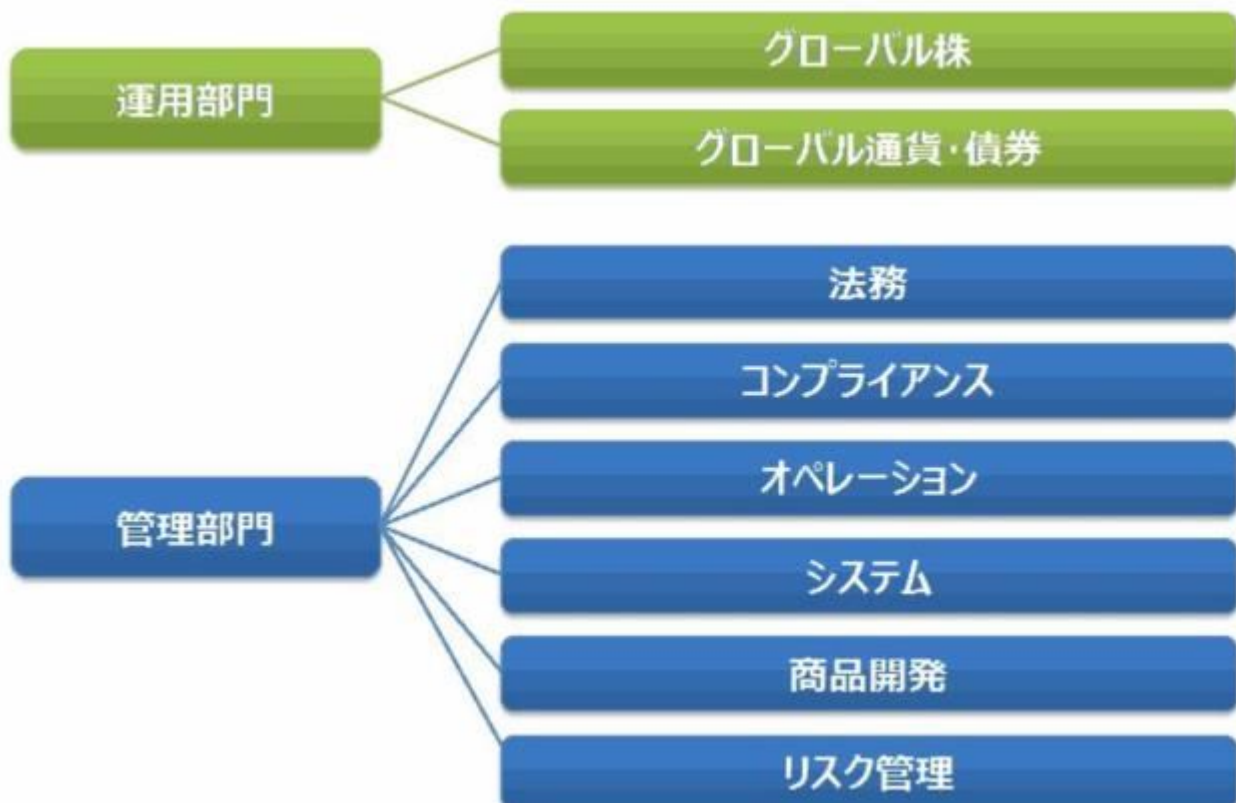 運用部門
グローバル株
グローバル通貨・債券
管理部門
法務
コンプライアンス
オペレーション
システム
商品開発
リスク管理